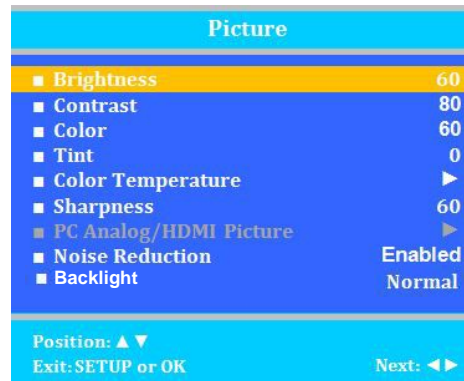 Picture
■ Brightness 60
■ Contrast 80
■ Color 60
■ Tint 0
■ Color Temperature ▶
■ Sharpness 60
■ PC Analog/HDMI Picture ▶
■ Noise Reduction Enabled
■ Backlight Normal
Position: ▲ ▼
Exit: SETUP or OK Next: ◀ ▶